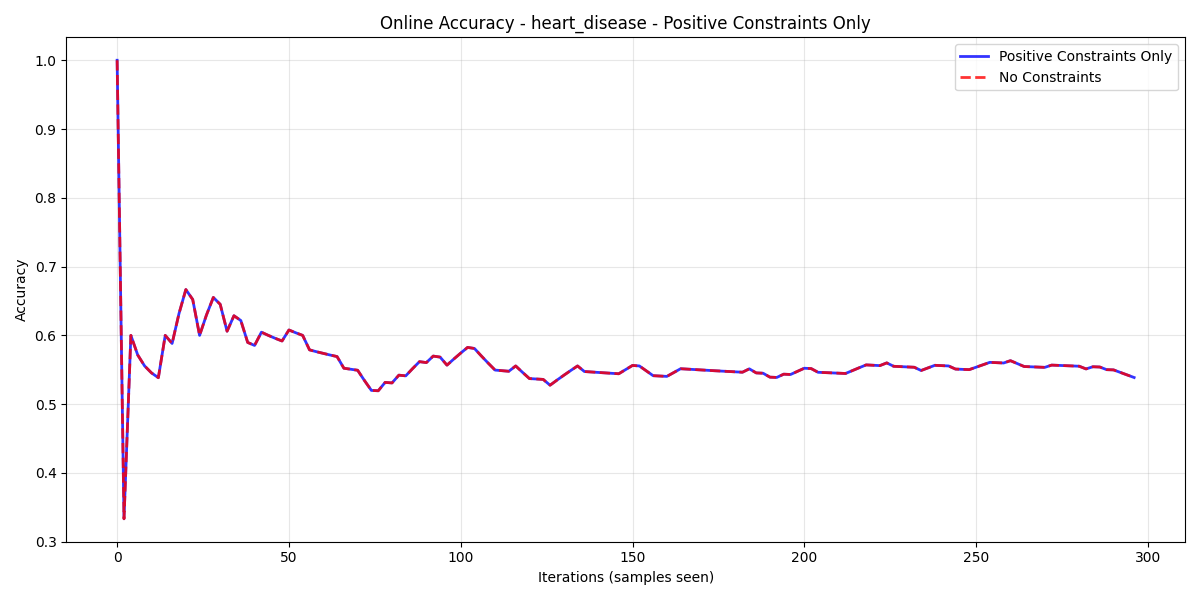 Online Accuracy - heart_disease - Positive Constraints Only
Positive Constraints Only
No Constraints
1.0
0.9
0.8
0.7
0.6
0.5
0.4
0.3
Accuracy
0 50 100 150 200 250 300
Iterations (samples seen)